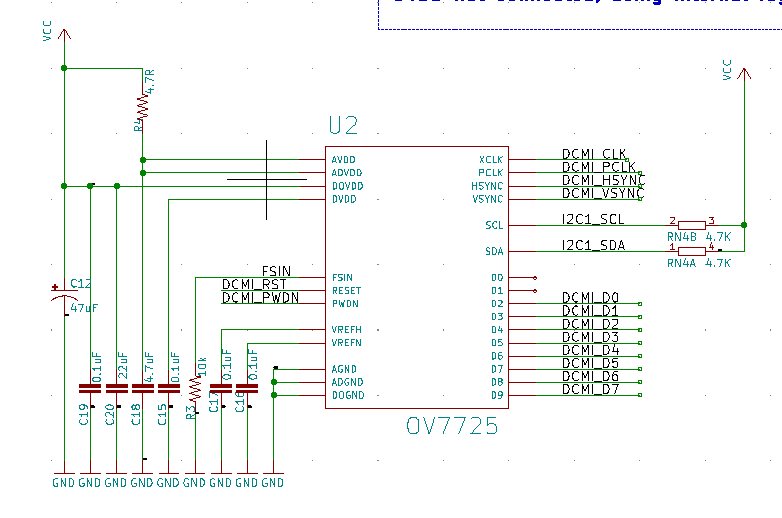 VCC
VCC
4.7R
R4
U2
AVDD
ADVDD
DOVDD
DVDD
FSIN
RESET
PWDN
VREFH
VREFN
AGND
ADGND
DOGND
XCLK
PCLK
HSYNC
VSYNC
SCL
SDA
D0
D1
D2
D3
D4
D5
D6
D7
D8
D9
DCMI_CLK
DCMI_PCLK
DCMI_HSYNC
DCMI_VSYNC
I2C1_SCL
2 3
RN4B 4.7K
I2C1_SDA
1 4
RN4A 4.7K
FSIN
DCMI_RST
DCMI_PWDN
DCMI_D0
DCMI_D1
DCMI_D2
DCMI_D3
DCMI_D4
DCMI_D5
DCMI_D6
DCMI_D7
C12
47uF
0.1uF
C19
22uF
C20
4.7uF
C18
0.1uF
C15
10k
R3
0.1uF
C17
0.1uF
C16
OV7725
GND GND GND GND GND GND GND GND GND